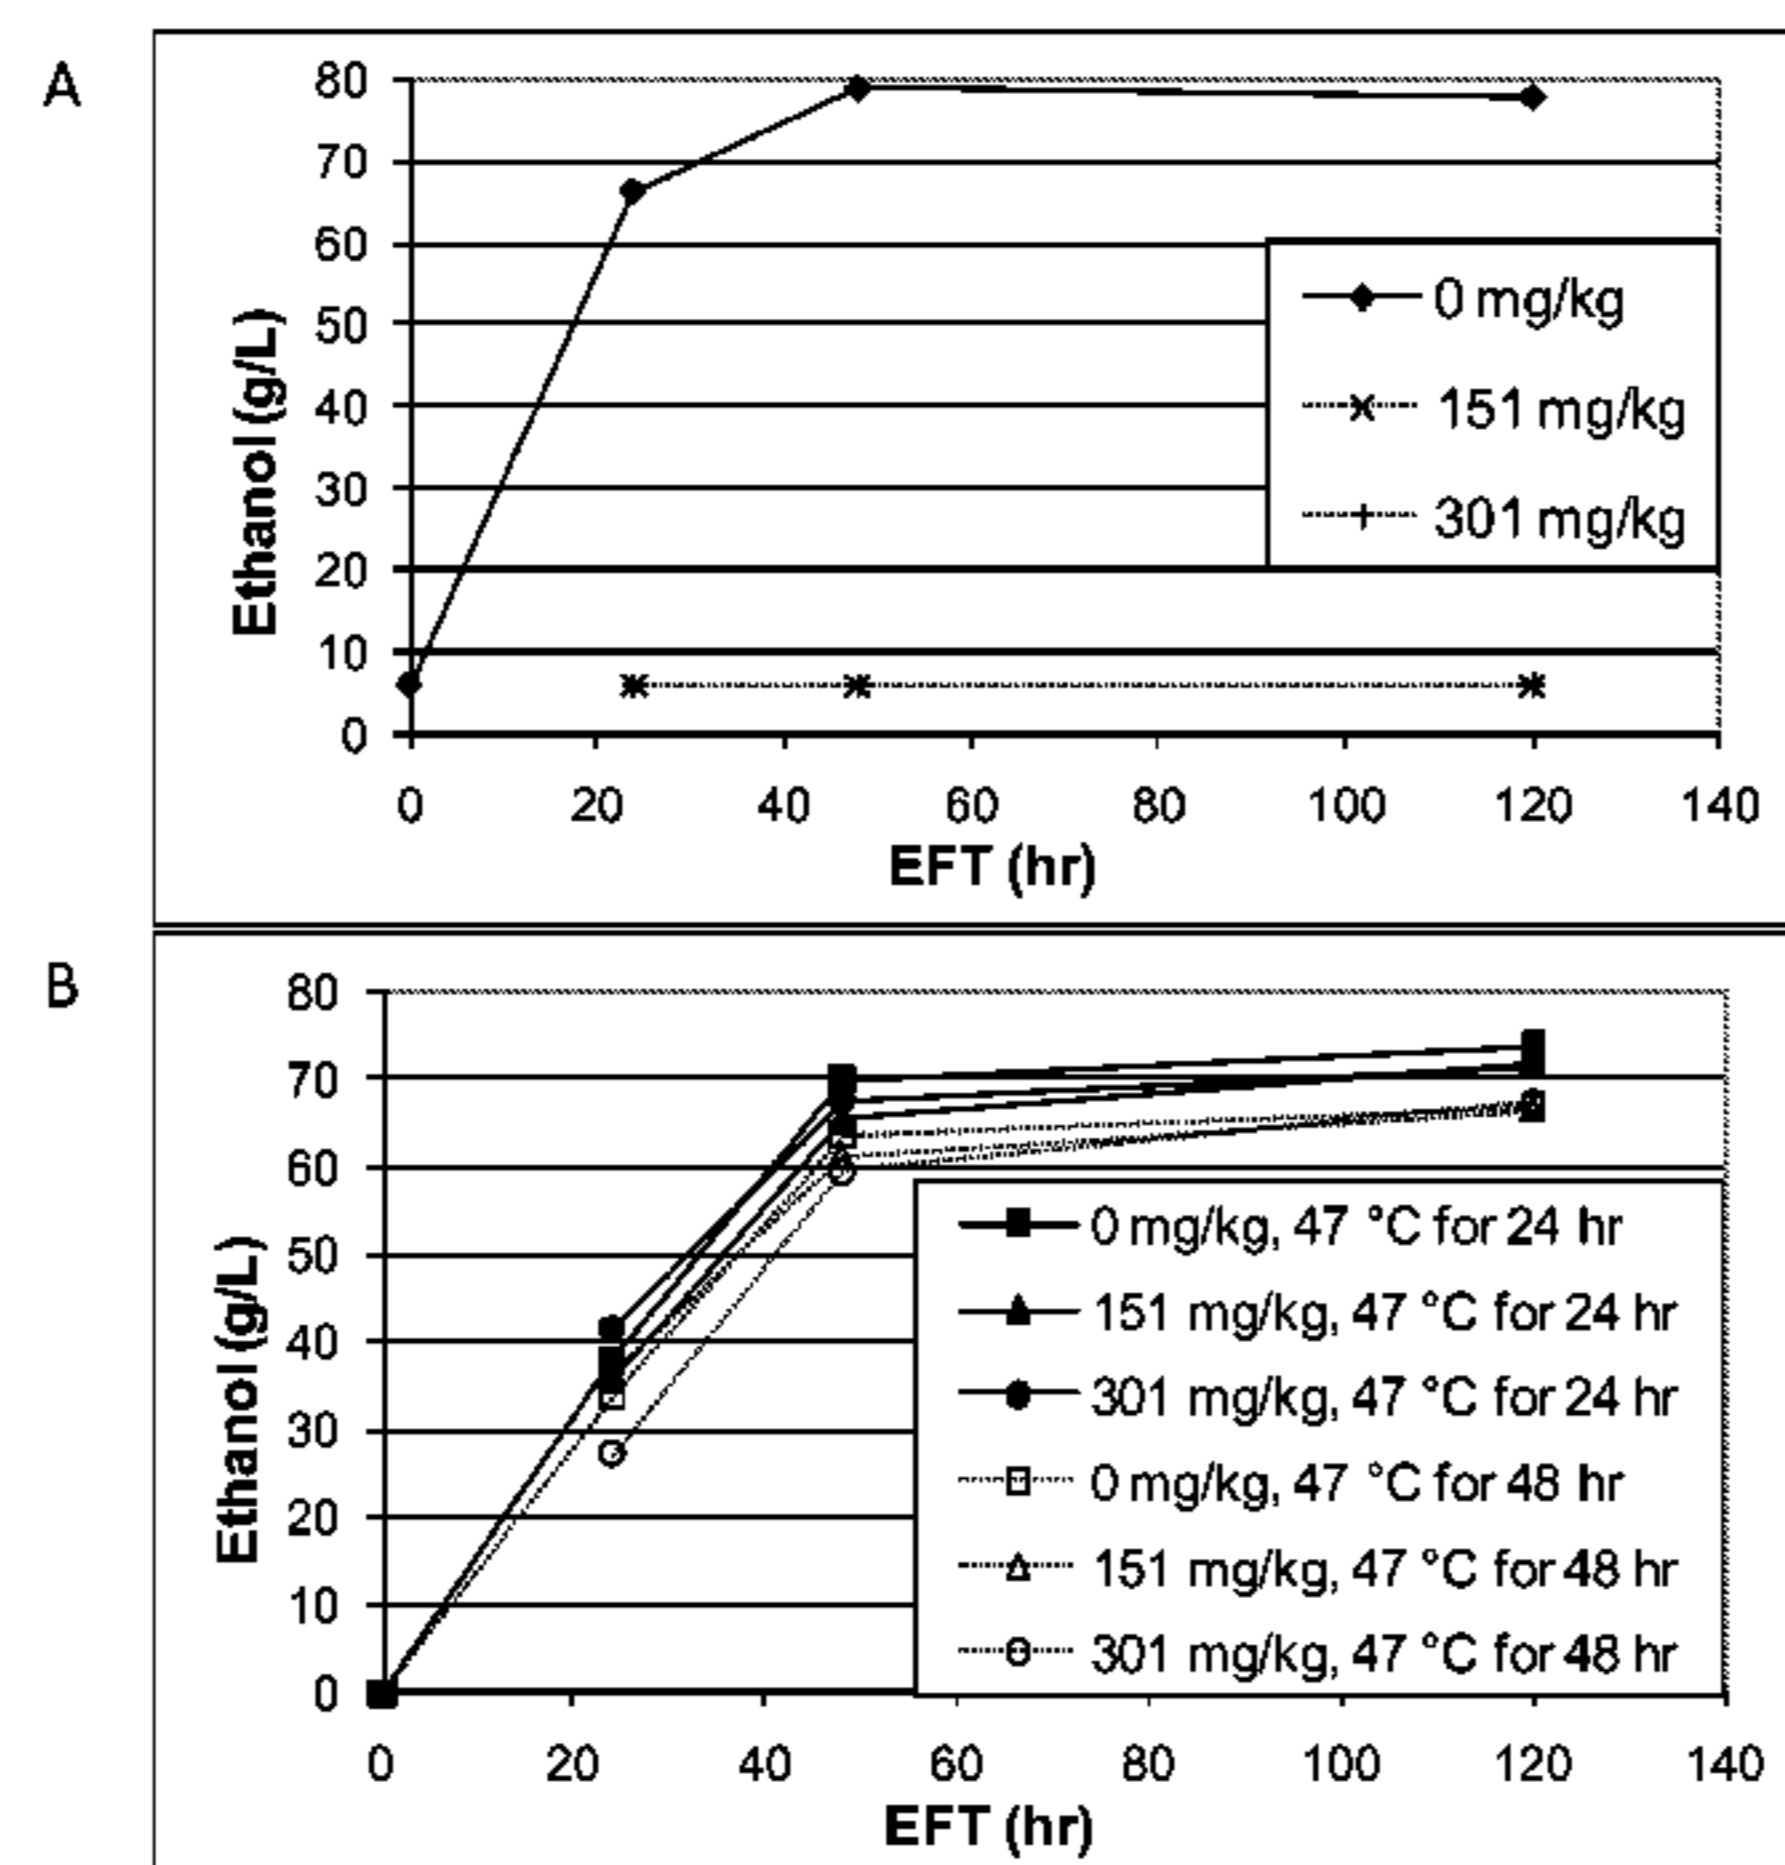 A
80
70
60
50
40
30
20
10
0
Ethanol (g/L)
0 mg/kg
151 mg/kg
301 mg/kg
0 20 40 60 80 100 120 140
EFT (hr)
B
80
70
60
50
40
30
20
10
0
Ethanol (g/L)
0 mg/kg, 47 °C for 24 hr
151 mg/kg, 47 °C for 24 hr
301 mg/kg, 47 °C for 24 hr
0 mg/kg, 47 °C for 48 hr
151 mg/kg, 47 °C for 48 hr
301 mg/kg, 47 °C for 48 hr
0 20 40 60 80 100 120 140
EFT (hr)